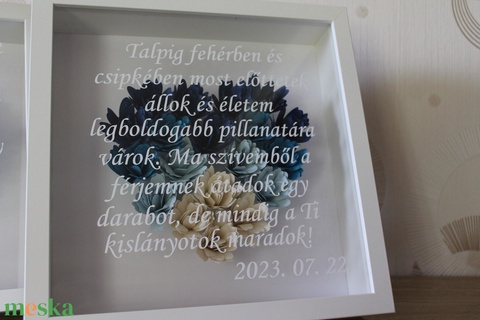 Talpig fehérben és
csipkében most előttetek
állok és életem
legboldogabb pillanatára
várok. Ma szívemből a
férjemnek átadok egy
darabot, de mindig a Ti
kislányotok maradok!
2023. 07. 22
meska